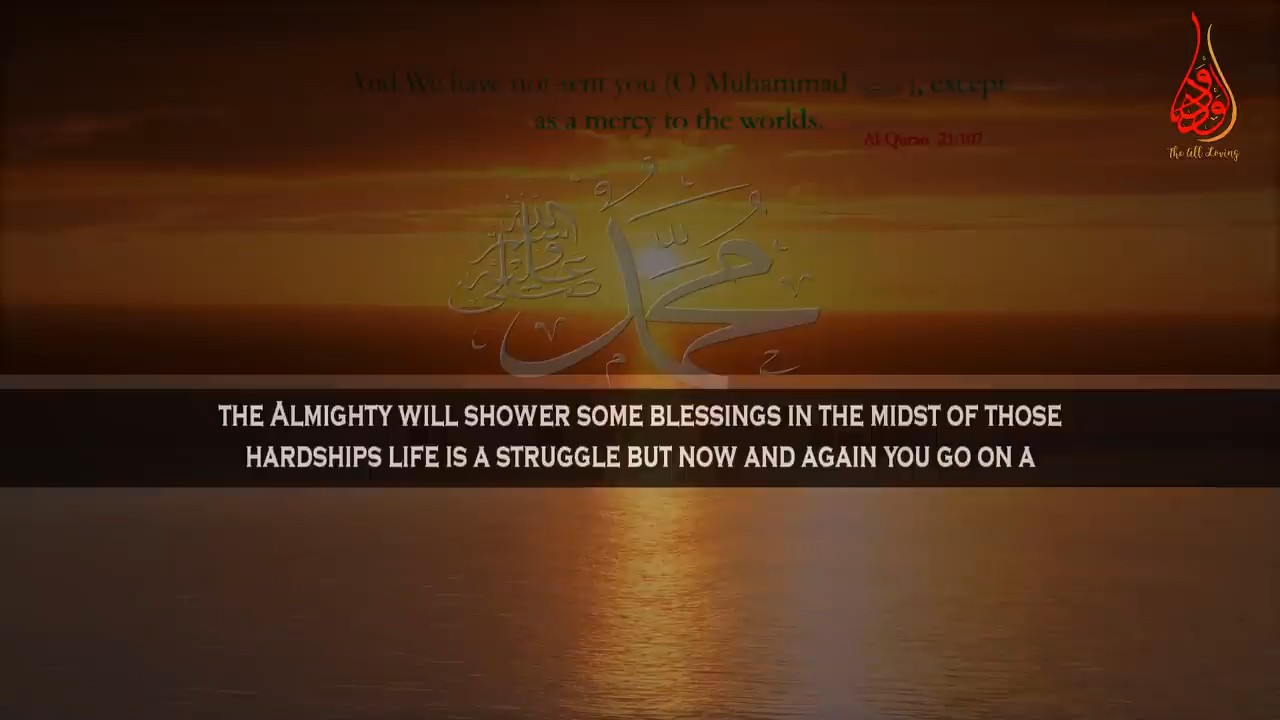 And We have not sent you (O Muhammad ), except
as a mercy to the worlds.
Al Quran 21:107
الودود
The All Loving
محمد
صلى الله عليه وسلم
THE ALMIGHTY WILL SHOWER SOME BLESSINGS IN THE MIDST OF THOSE
HARDSHIPS LIFE IS A STRUGGLE BUT NOW AND AGAIN YOU GO ON A